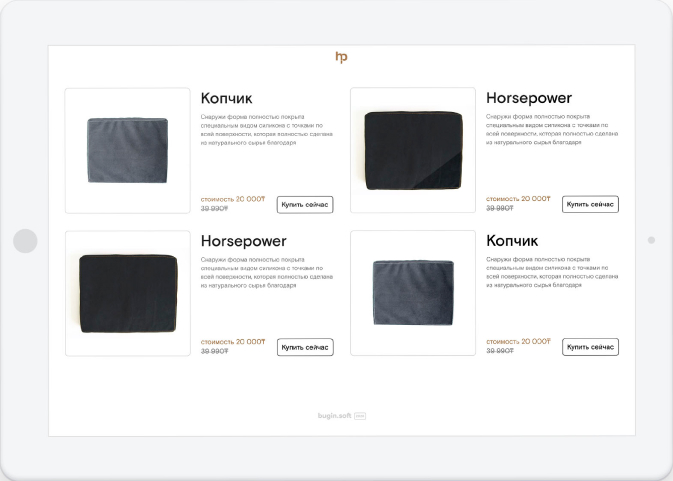 hp
Копчик
Снаружи форма полностью покрыта
специальным видом силикона с точками по
всей поверхности, которая полностью сделана
из натурального сырья благодаря
стоимость 20 000₸
39 990₸
Купить сейчас
Horsepower
Снаружи форма полностью покрыта
специальным видом силикона с точками по
всей поверхности, которая полностью сделана
из натурального сырья благодаря
стоимость 20 000₸
39 990₸
Купить сейчас
Horsepower
Снаружи форма полностью покрыта
специальным видом силикона с точками по
всей поверхности, которая полностью сделана
из натурального сырья благодаря
стоимость 20 000₸
39 990₸
Купить сейчас
Копчик
Снаружи форма полностью покрыта
специальным видом силикона с точками по
всей поверхности, которая полностью сделана
из натурального сырья благодаря
стоимость 20 000₸
39 990₸
Купить сейчас
bugin.soft